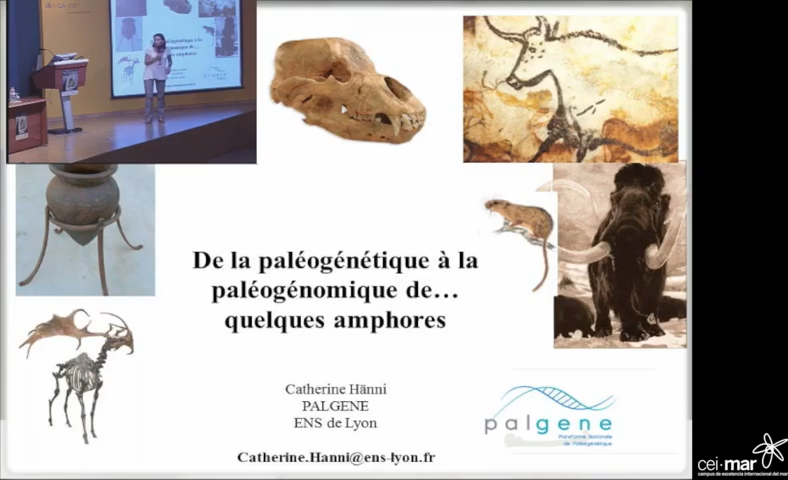 De la paléogénétique à la
paléogénomique de…
quelques amphores
Catherine Hänni
PALGENE
ENS de Lyon
Catherine.Hanni@ens-lyon.fr
palgene
Plateforme Nationale
de Paléogénétique
cei·mar
campus de excelencia internacional del mar